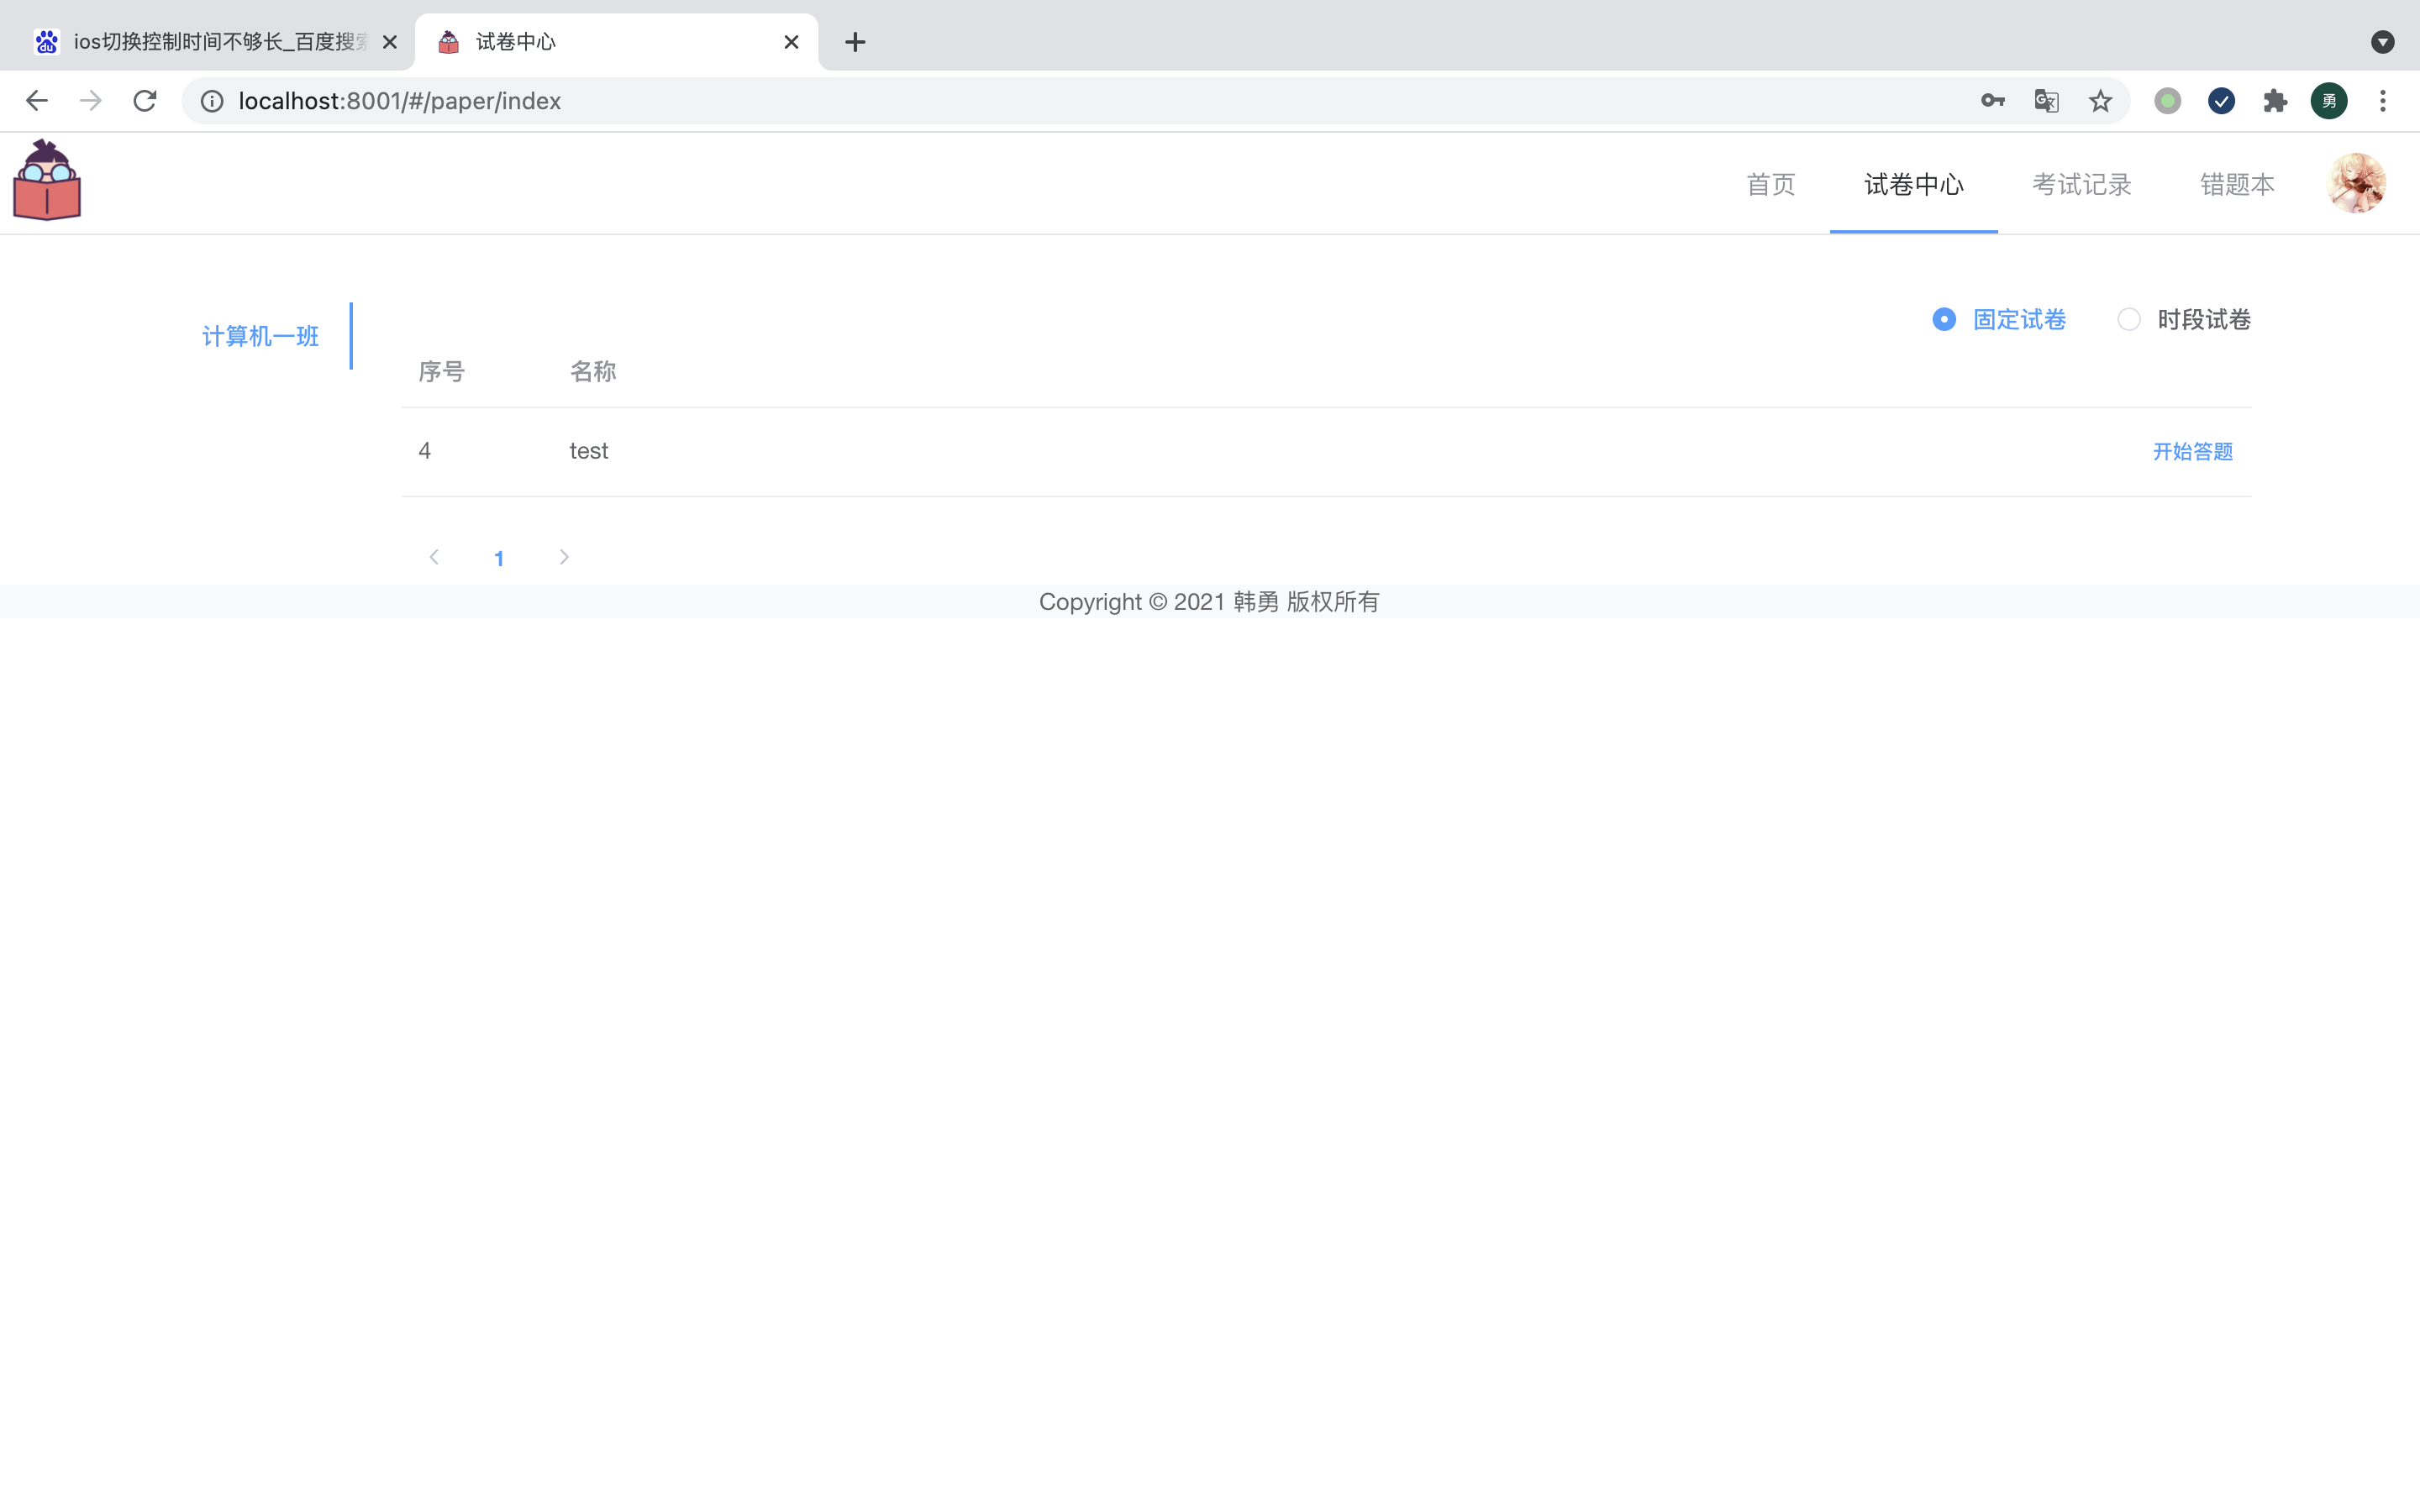 ios切换控制时间不够长_百度搜索
试卷中心
localhost:8001/#/paper/index
勇
首页 试卷中心 考试记录 错题本
计算机一班
固定试卷 时段试卷
序号 名称
4 test 开始答题
1
Copyright © 2021 韩勇 版权所有